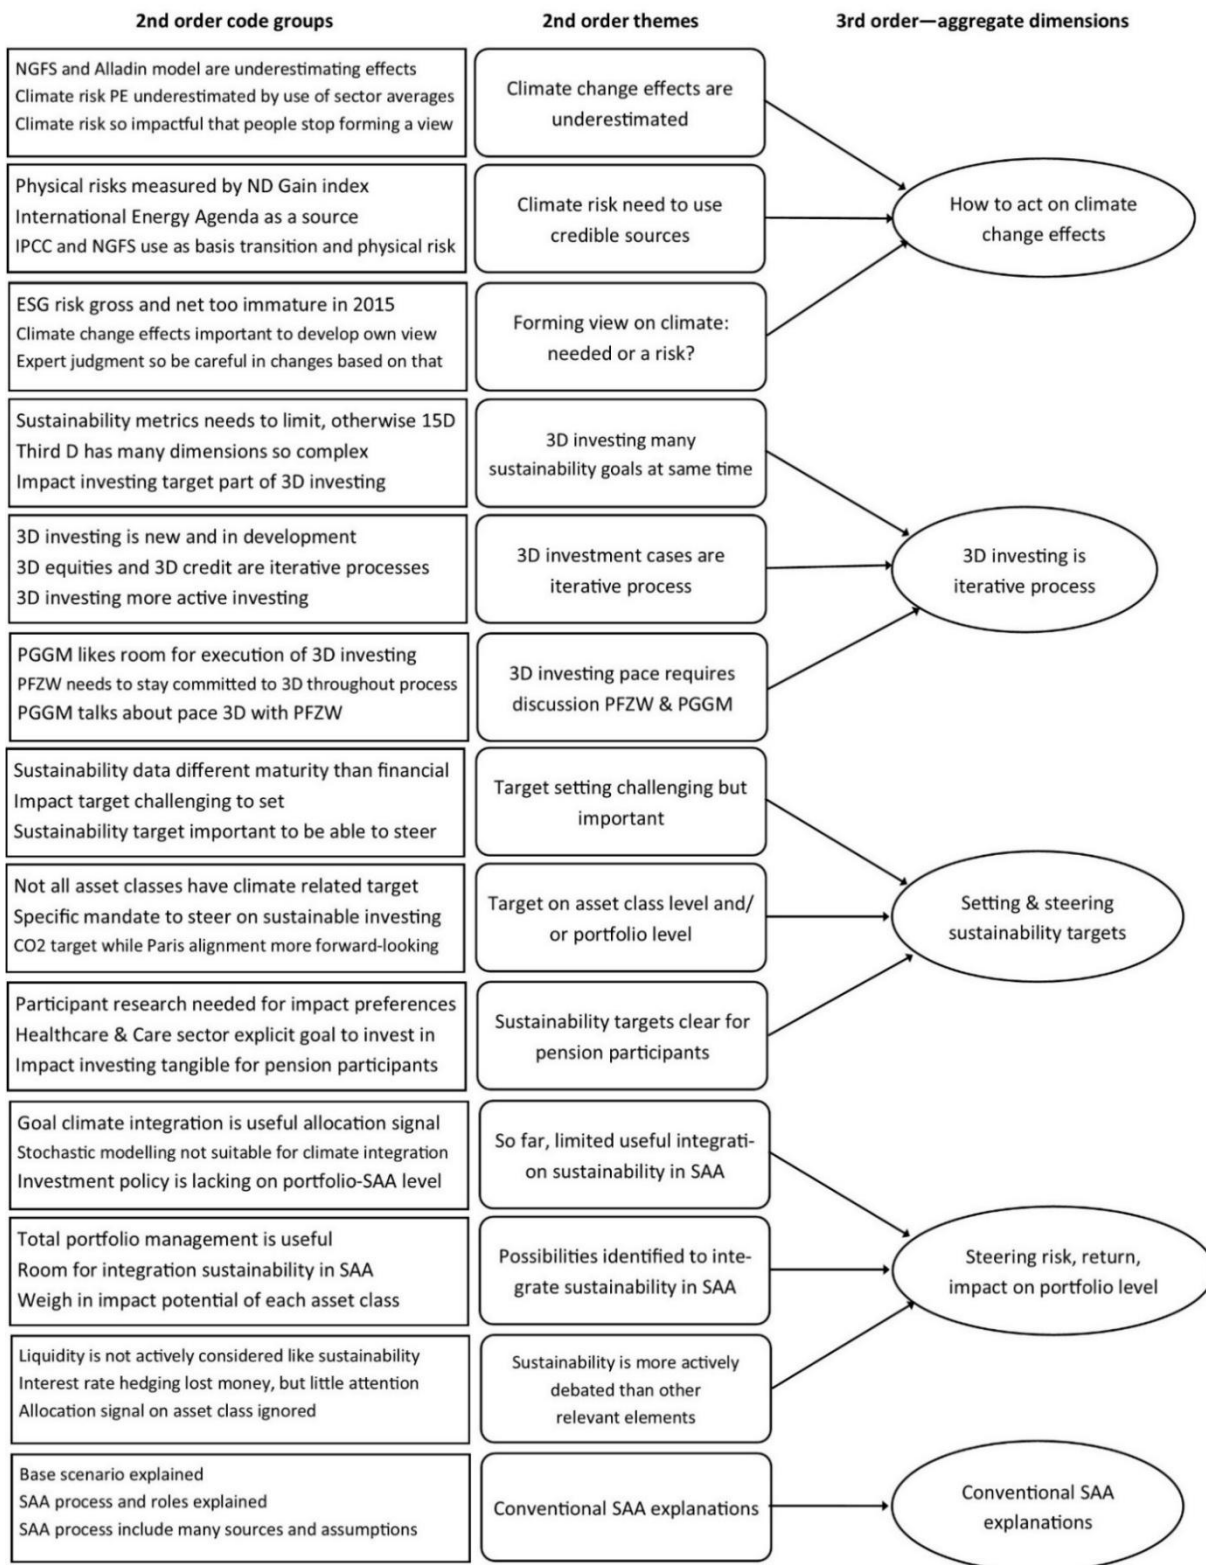 2nd order code groups
2nd order themes
3rd order—aggregate dimensions
NGFS and Alladin model are underestimating effects
Climate risk PE underestimated by use of sector averages
Climate risk so impactful that people stop forming a view
Climate change effects are
underestimated
Physical risks measured by ND Gain index
International Energy Agenda as a source
IPCC and NGFS use as basis transition and physical risk
Climate risk need to use
credible sources
How to act on climate
change effects
ESG risk gross and net too immature in 2015
Climate change effects important to develop own view
Expert judgment so be careful in changes based on that
Forming view on climate:
needed or a risk?
Sustainability metrics needs to limit, otherwise 15D
Third D has many dimensions so complex
Impact investing target part of 3D investing
3D investing many
sustainability goals at same time
3D investing is new and in development
3D equities and 3D credit are iterative processes
3D investing more active investing
3D investment cases are
iterative process
3D investing is
iterative process
PGGM likes room for execution of 3D investing
PFZW needs to stay committed to 3D throughout process
PGGM talks about pace 3D with PFZW
3D investing pace requires
discussion PFZW & PGGM
Sustainability data different maturity than financial
Impact target challenging to set
Sustainability target important to be able to steer
Target setting challenging but
important
Not all asset classes have climate related target
Specific mandate to steer on sustainable investing
CO2 target while Paris alignment more forward-looking
Target on asset class level and/
or portfolio level
Setting & steering
sustainability targets
Participant research needed for impact preferences
Healthcare & Care sector explicit goal to invest in
Impact investing tangible for pension participants
Sustainability targets clear for
pension participants
Goal climate integration is useful allocation signal
Stochastic modelling not suitable for climate integration
Investment policy is lacking on portfolio-SAA level
So far, limited useful integrati-
on sustainability in SAA
Total portfolio management is useful
Room for integration sustainability in SAA
Weigh in impact potential of each asset class
Possibilities identified to inte-
grate sustainability in SAA
Steering risk, return,
impact on portfolio level
Liquidity is not actively considered like sustainability
Interest rate hedging lost money, but little attention
Allocation signal on asset class ignored
Sustainability is more actively
debated than other
relevant elements
Base scenario explained
SAA process and roles explained
SAA process include many sources and assumptions
Conventional SAA explanations
Conventional SAA
explanations